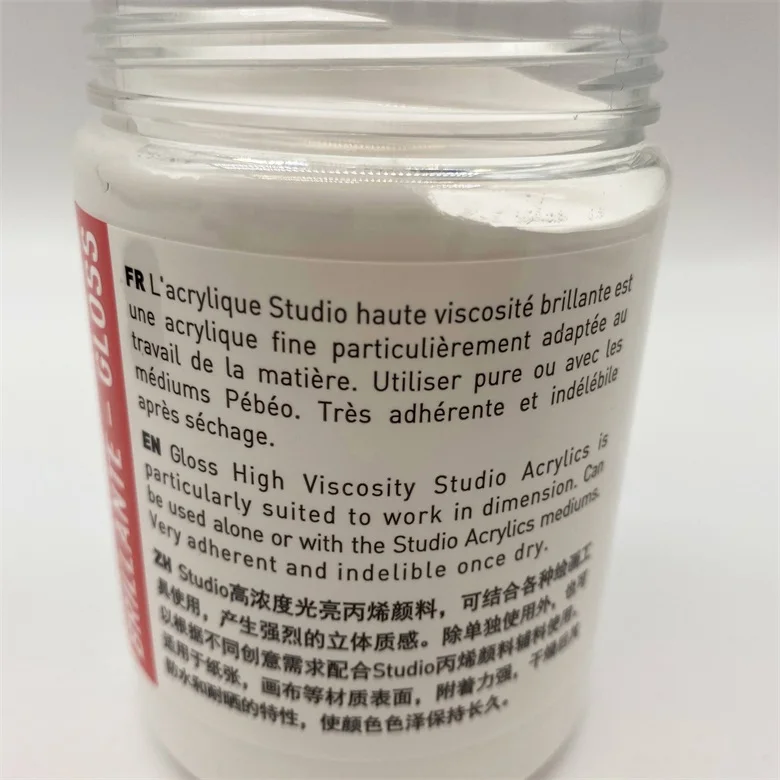 BRILLANTE – GLOSS
FR L'acrylique Studio haute viscosité brillante est
une acrylique fine particulièrement adaptée au
travail de la matière. Utiliser pure ou avec les
médiums Pébéo. Très adhérente et indélébile
après séchage.
EN Gloss High Viscosity Studio Acrylics is
particularly suited to work in dimension. Can
be used alone or with the Studio Acrylics mediums.
Very adherent and indelible once dry.
ZH Studio高浓度光亮丙烯颜料，可结合各种绘画工
具使用，产生强烈的立体质感。除单独使用外，也可
以根据不同创意需求配合Studio丙烯颜料辅料使用。
适用于纸张，画布等材质表面，附着力强，干燥后具
防水和耐晒的特性，使颜色色泽保持长久。